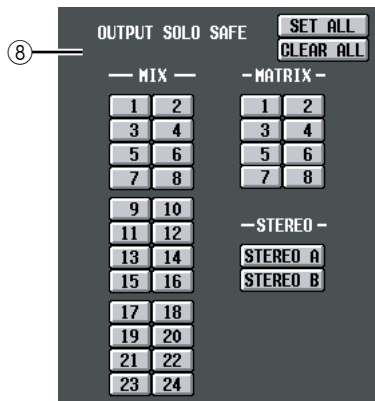 ⑧
OUTPUT SOLO SAFE
SET ALL
CLEAR ALL
MIX
1 2
3 4
5 6
7 8
9 10
11 12
13 14
15 16
17 18
19 20
21 22
23 24
MATRIX
1 2
3 4
5 6
7 8
STEREO
STEREO A
STEREO B